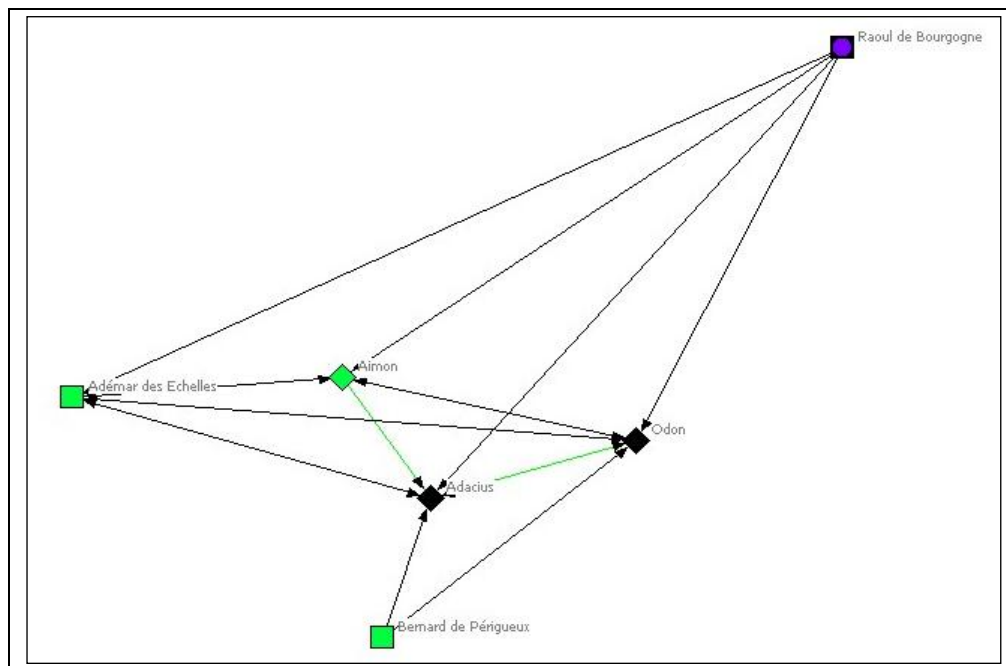 Raoul de Bourgogne
Aimon
Adémar des Echelles
Odon
Adacius
Bernard de Périgueux